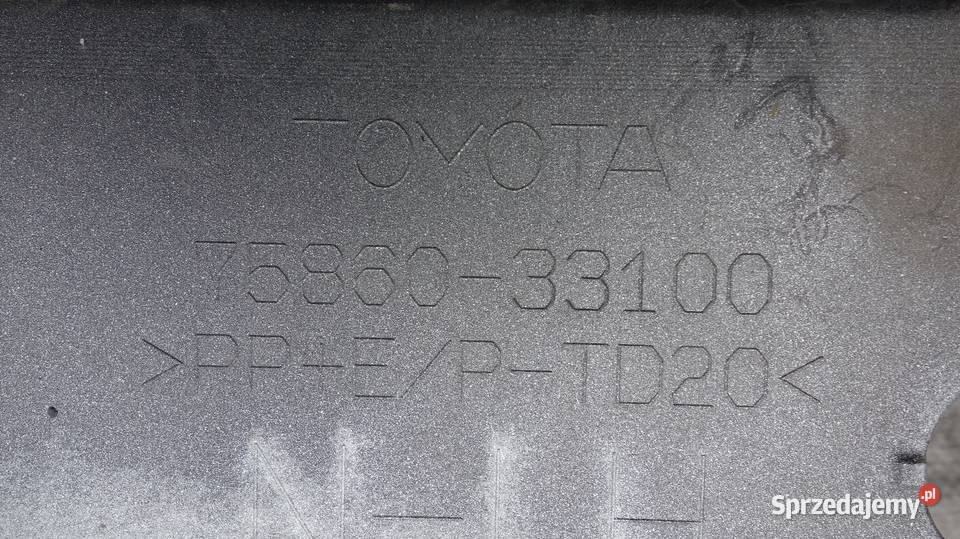 TOYOTA
75860-33100
>PP+E/P-TD20<
Sprzedajemy.pl